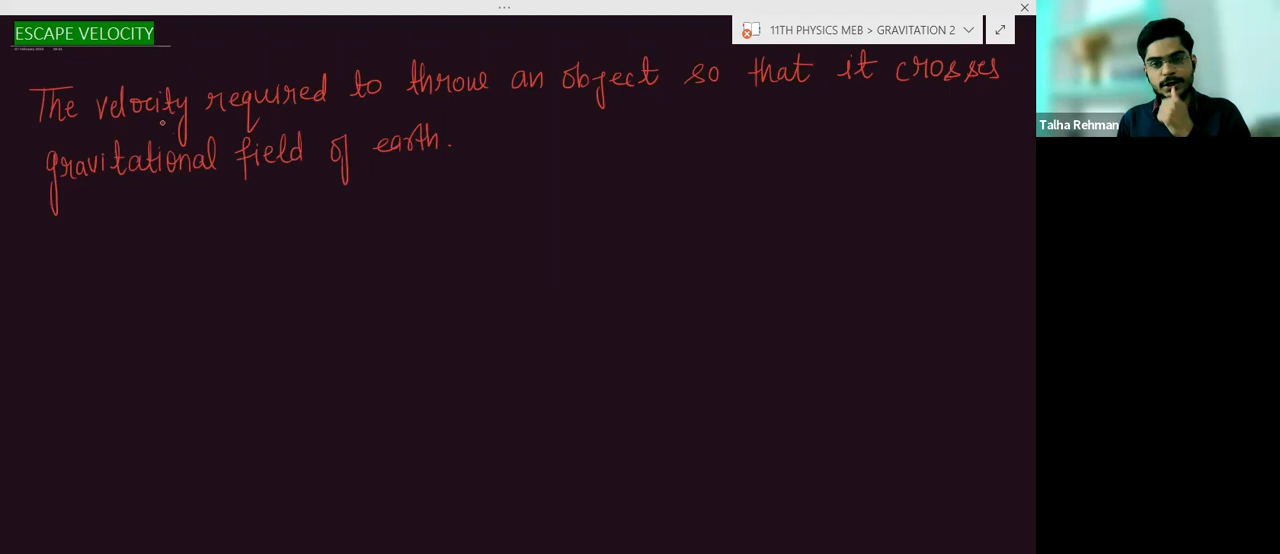 ESCAPE VELOCITY
11TH PHYSICS MEB > GRAVITATION 2
The velocity required to throw an object so that it crosses
gravitational field of earth.
Talha Rehman